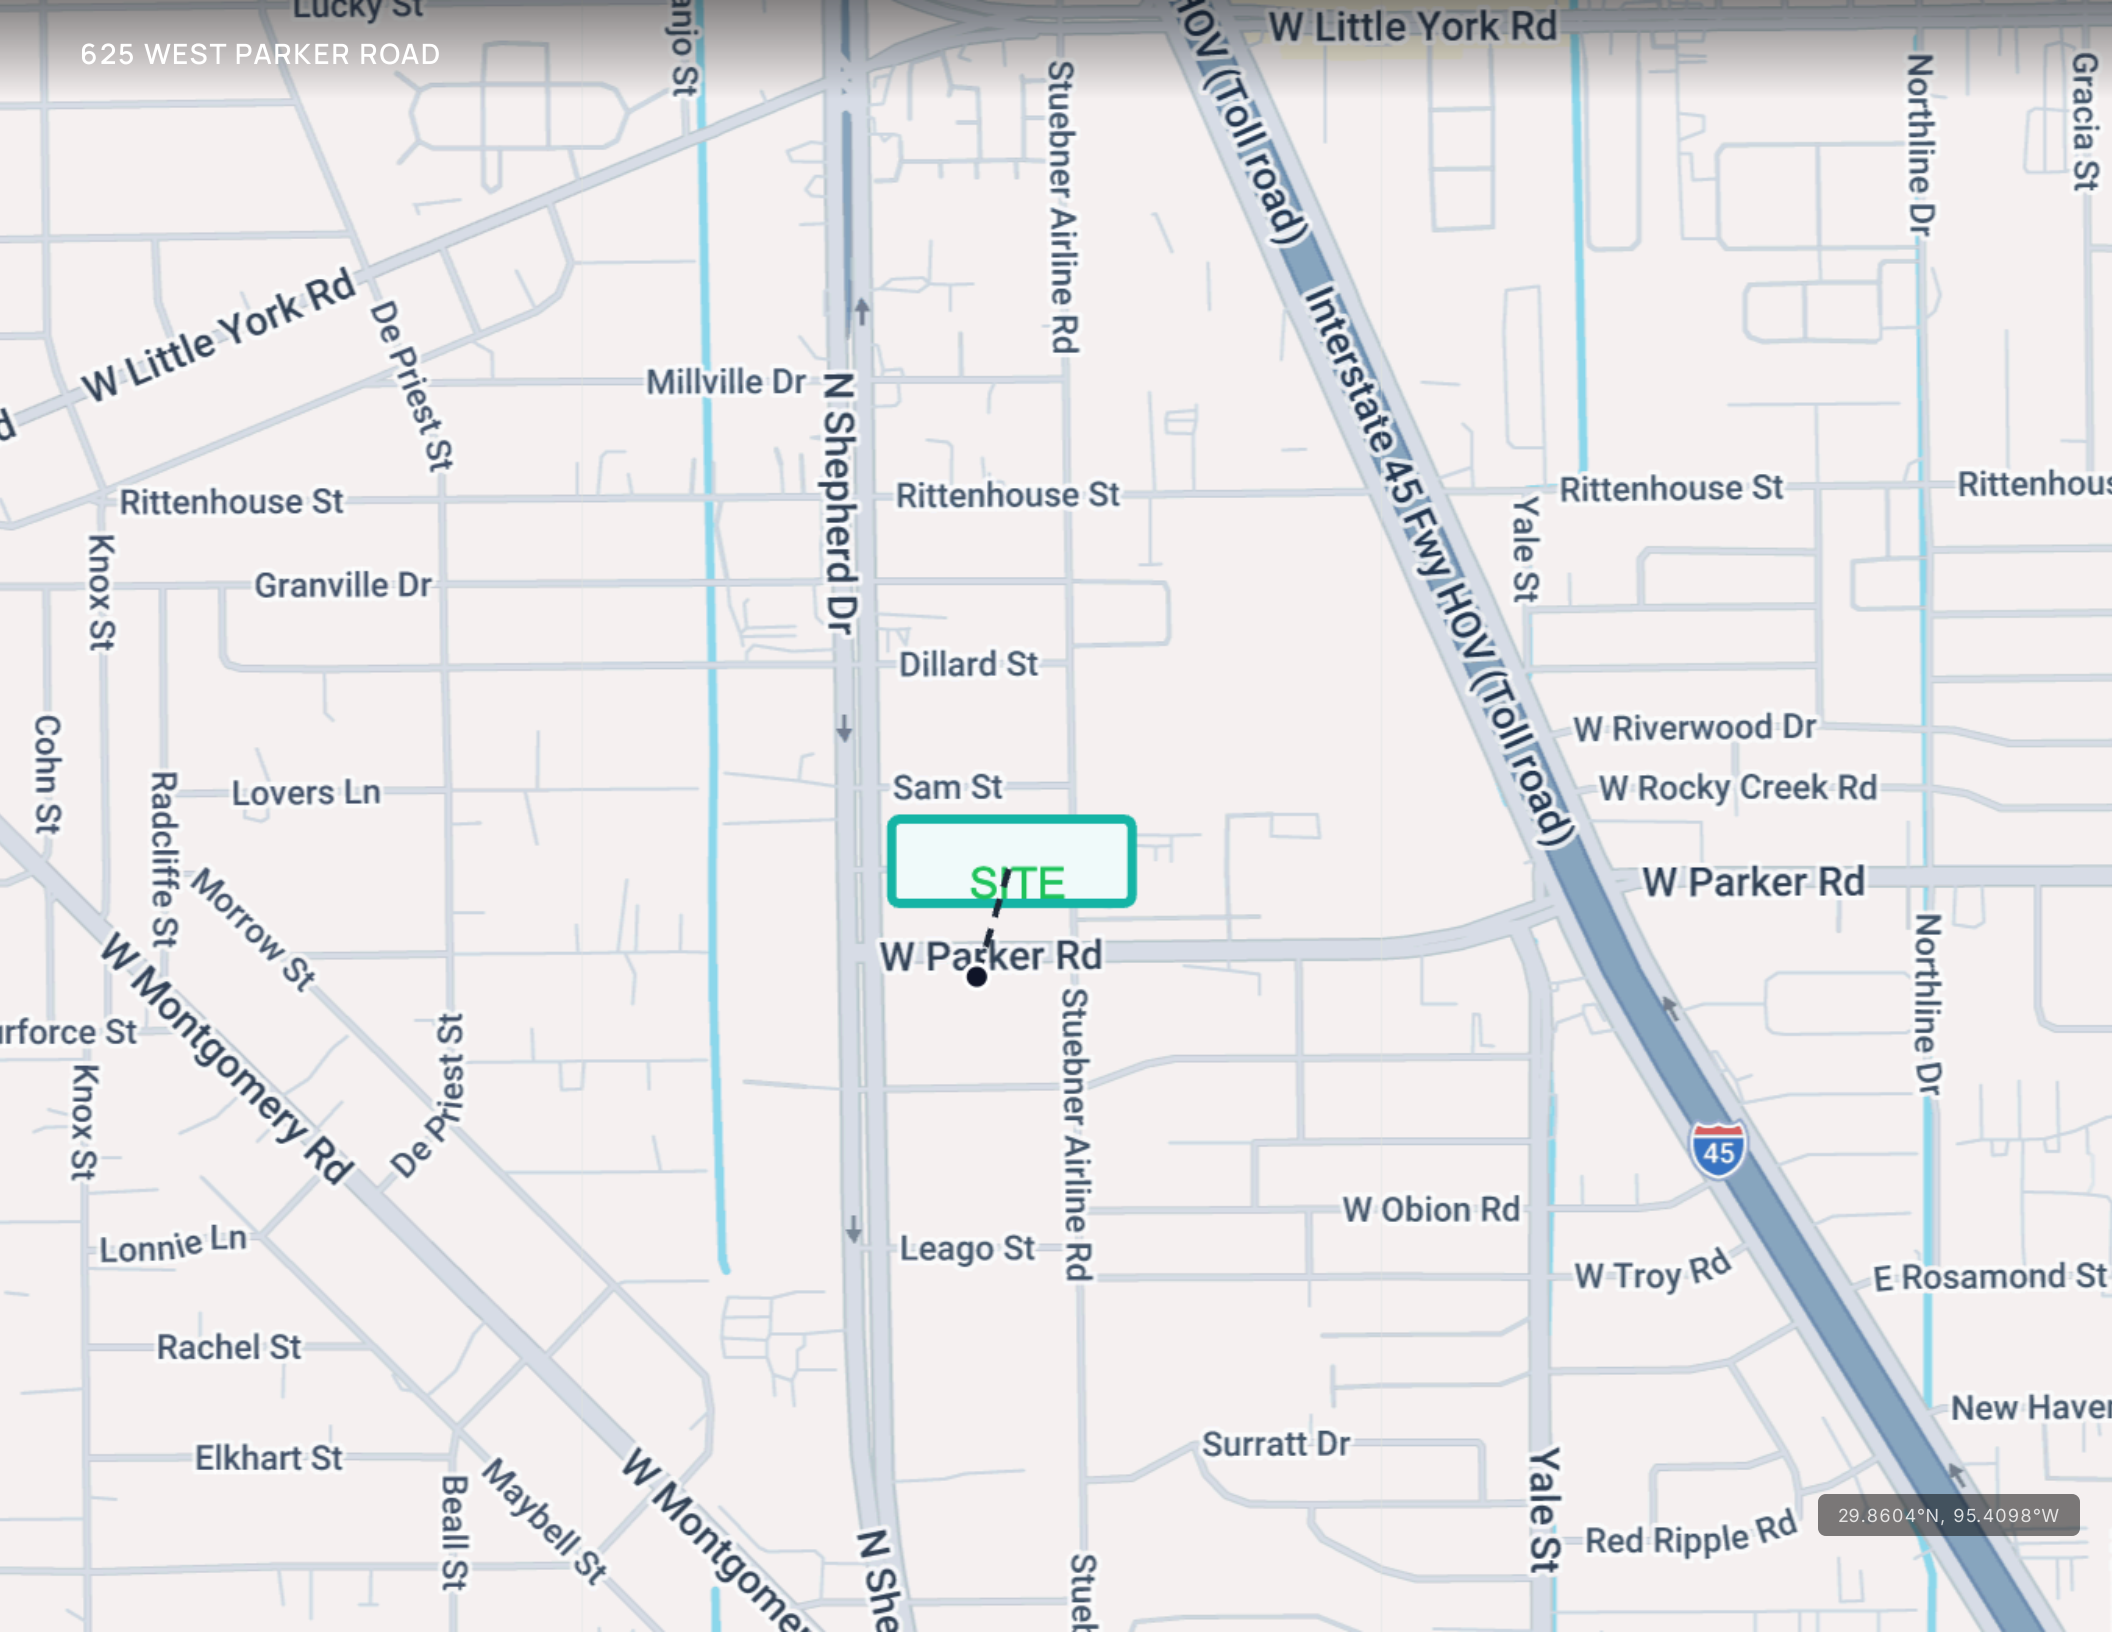 Lucky St
anjo St
W Little York Rd
625 WEST PARKER ROAD
HOV (Tollroad)
Stuebner Airline Rd
Northline Dr
Gracia St
W Little York Rd
De Priest St
Millville Dr
N Shepherd Dr
Interstate 45 Fwy HOV (Tollroad)
Rittenhouse St
Rittenhouse St
Rittenhouse St
Rittenhous
Knox St
Granville Dr
Yale St
Dillard St
Cohn St
Radcliffe St
Lovers Ln
Sam St
W Riverwood Dr
W Rocky Creek Rd
SITE
W Parker Rd
Morrow St
W Montgomery Rd
W Parker Rd
Northline Dr
urforce St
De Priest St
Stuebner Airline Rd
Knox St
45
Lonnie Ln
Leago St
W Obion Rd
W Troy Rd
E Rosamond St
Rachel St
Elkhart St
Beall St
Maybell St
W Montgomer
N She
Surratt Dr
Stueb
Yale St
New Haven
Red Ripple Rd
29.8604°N, 95.4098°W